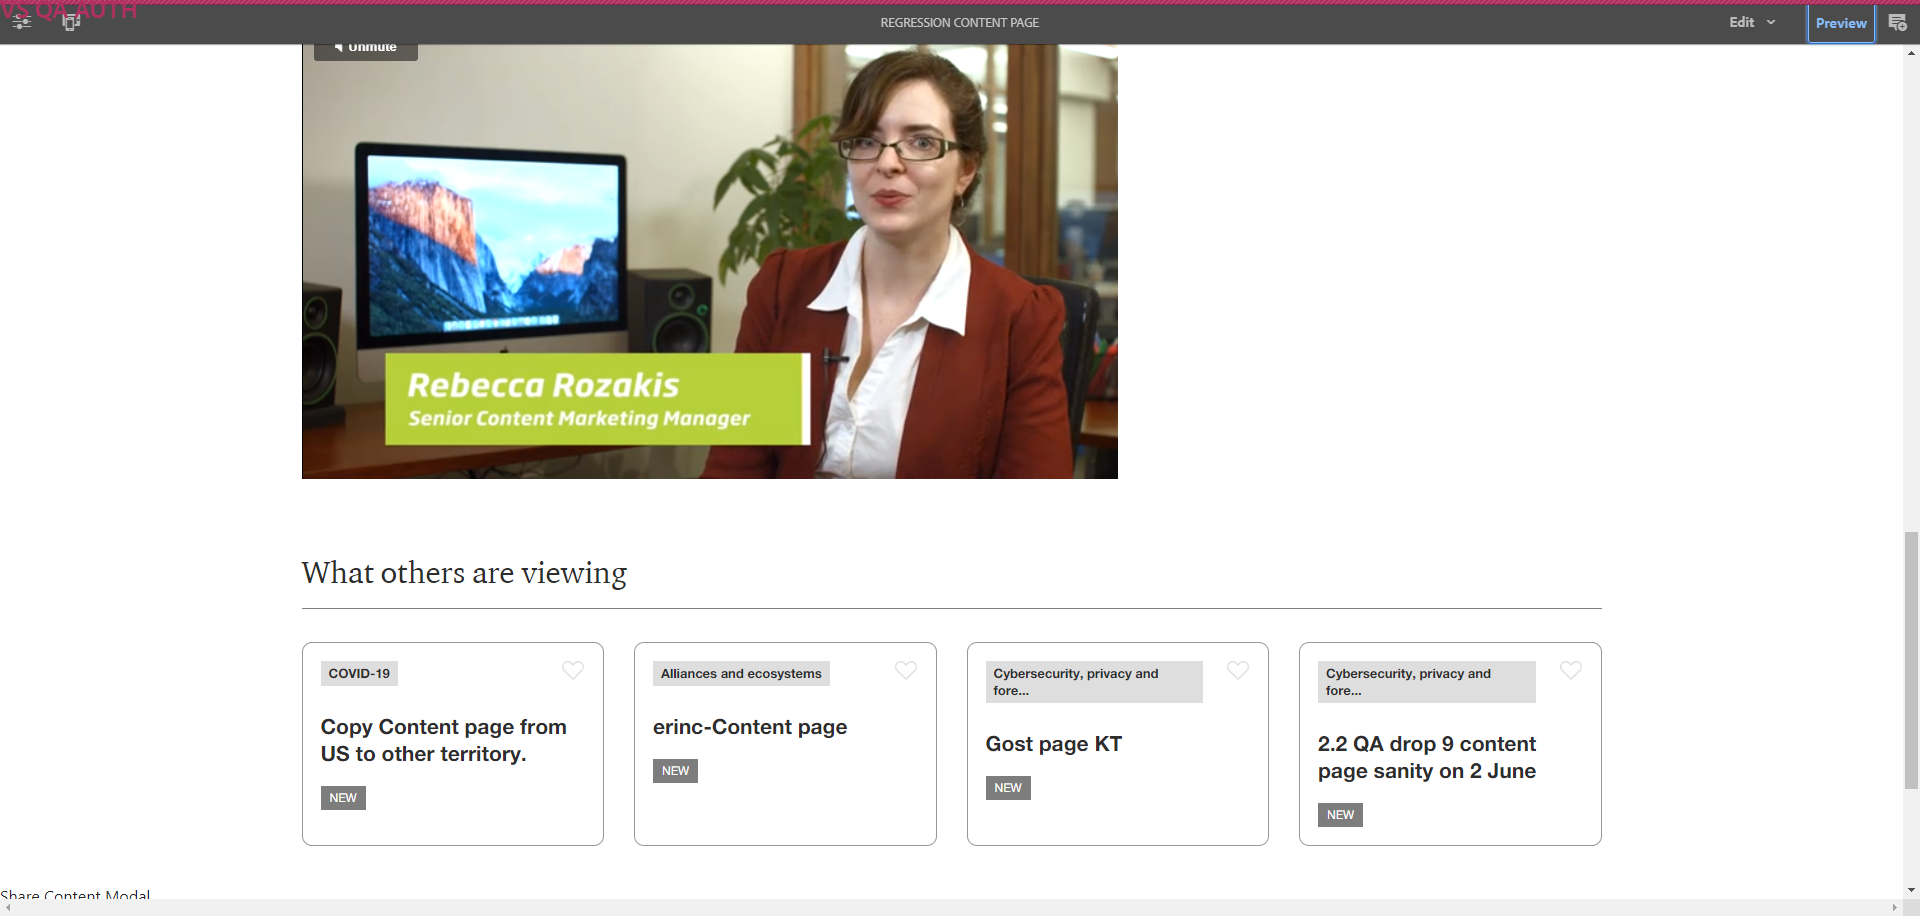 VS QA AUTH
REGRESSION CONTENT PAGE
Edit
Preview
Unmute
Rebecca Rozakis
Senior Content Marketing Manager
What others are viewing
COVID-19
Copy Content page from
US to other territory.
NEW
Alliances and ecosystems
erinc-Content page
NEW
Cybersecurity, privacy and
fore...
Gost page KT
NEW
Cybersecurity, privacy and
fore...
2.2 QA drop 9 content
page sanity on 2 June
NEW
Share Content Modal